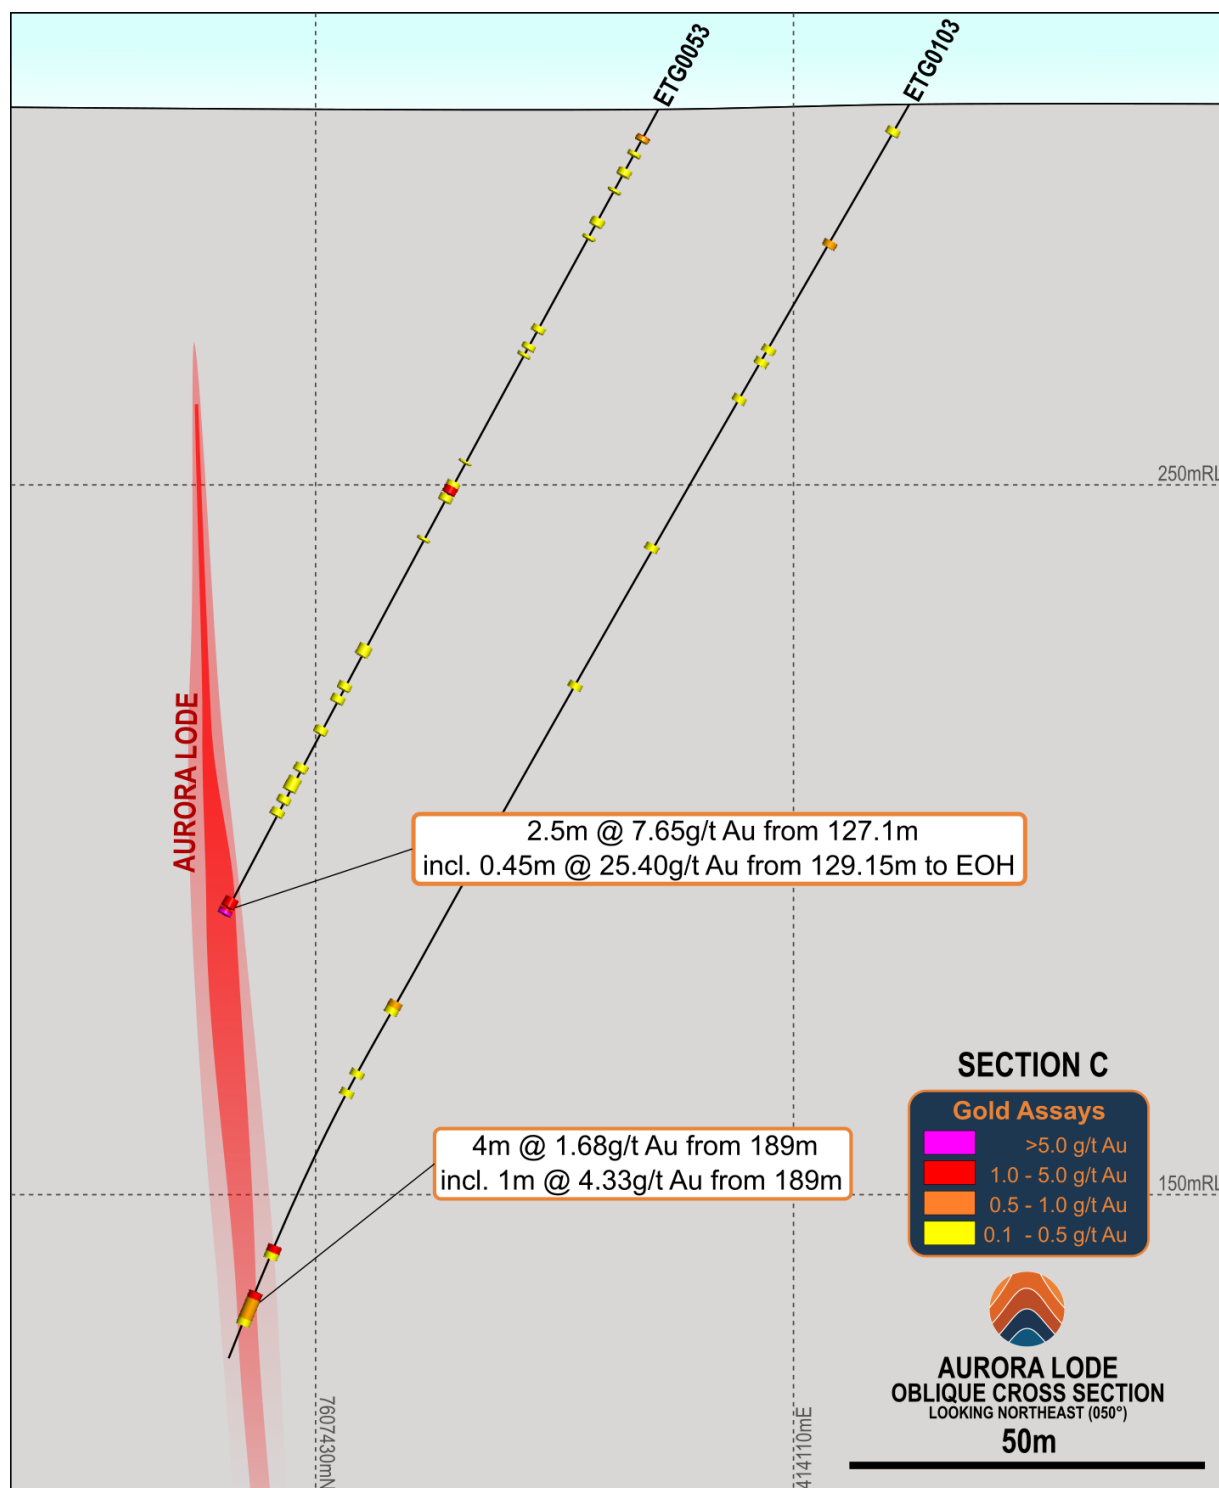 ETG0053
ETG0103
250mRL
AURORA LODE
2.5m @ 7.65g/t Au from 127.1m
incl. 0.45m @ 25.40g/t Au from 129.15m to EOH
4m @ 1.68g/t Au from 189m
incl. 1m @ 4.33g/t Au from 189m
150mRL
SECTION C
Gold Assays
>5.0 g/t Au
1.0 - 5.0 g/t Au
0.5 - 1.0 g/t Au
0.1 - 0.5 g/t Au
AURORA LODE
OBLIQUE CROSS SECTION
LOOKING NORTHEAST (050°)
50m
7607430mN
414110mE